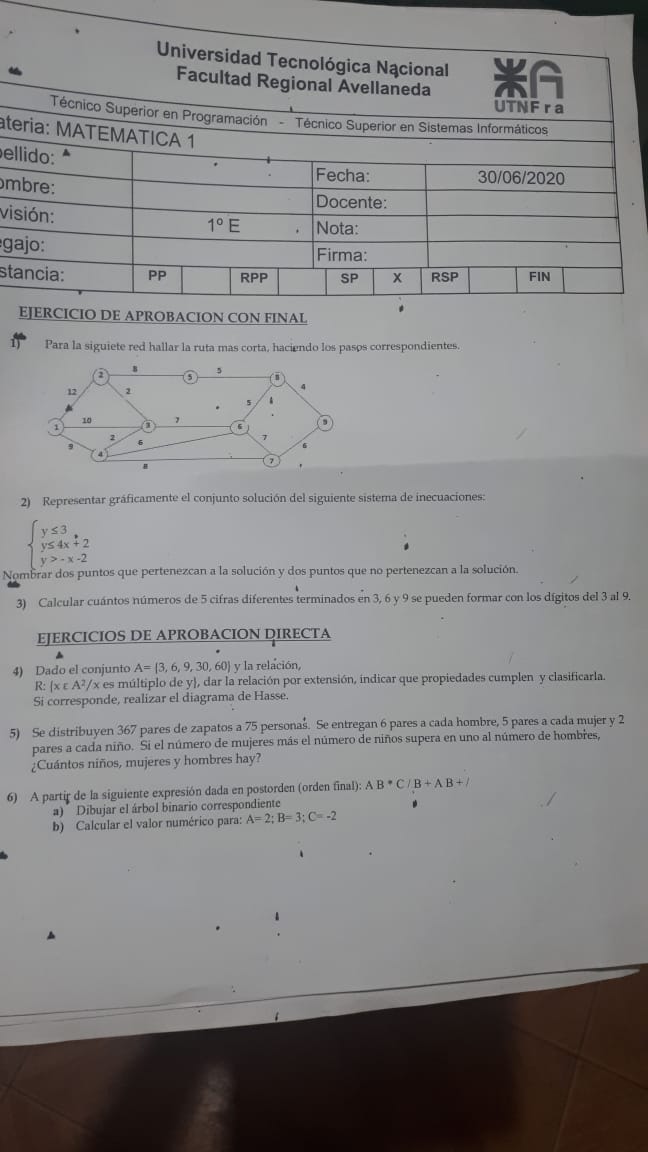 Universidad Tecnológica Nacional
Facultad Regional Avellaneda
UTNFra
Técnico Superior en Programación - Técnico Superior en Sistemas Informáticos
ateria: MATEMATICA 1
pellido:
Fecha: 30/06/2020
ombre:
Docente:
visión: 1º E
Nota:
gajo:
Firma:
stancia: PP RPP SP X RSP FIN
EJERCICIO DE APROBACION CON FINAL
1) Para la siguiete red hallar la ruta mas corta, haciendo los pasos correspondientes.
2 8 5 5 8
12 2 5 4
1 10 3 7 6 9
9 2 6 7 6
4 8 7
2) Representar gráficamente el conjunto solución del siguiente sistema de inecuaciones:
y ≤ 3
y≤ 4x + 2
y > - x -2
Nombrar dos puntos que pertenezcan a la solución y dos puntos que no pertenezcan a la solución.
3) Calcular cuántos números de 5 cifras diferentes terminados en 3, 6 y 9 se pueden formar con los dígitos del 3 al 9.
EJERCICIOS DE APROBACION DIRECTA
4) Dado el conjunto A= {3, 6, 9, 30, 60} y la relación,
R: {x ε A²/x es múltiplo de y}, dar la relación por extensión, indicar que propiedades cumplen y clasificarla.
Si corresponde, realizar el diagrama de Hasse.
5) Se distribuyen 367 pares de zapatos a 75 personas. Se entregan 6 pares a cada hombre, 5 pares a cada mujer y 2
pares a cada niño. Si el número de mujeres más el número de niños supera en uno al número de hombres,
¿Cuántos niños, mujeres y hombres hay?
6) A partir de la siguiente expresión dada en postorden (orden final): A B * C / B + A B + /
a) Dibujar el árbol binario correspondiente
b) Calcular el valor numérico para: A= 2; B= 3; C= -2